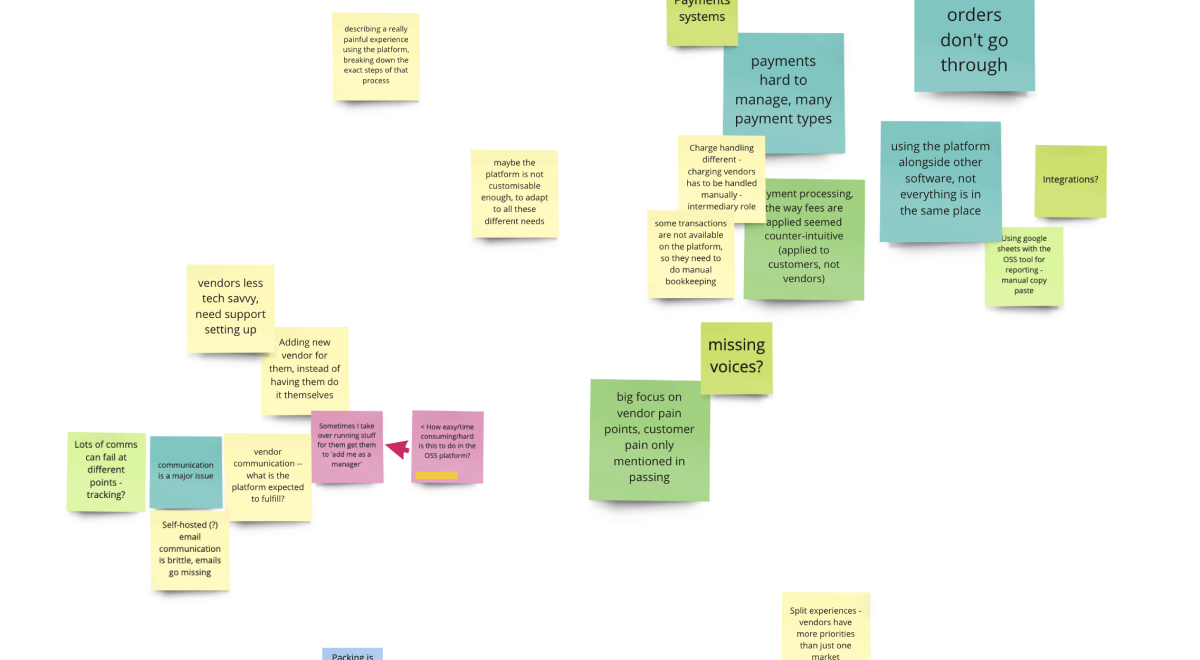 describing a really
painful experience
using the platform,
breaking down the
exact steps of that
process
Payments
systems
orders
don't go
through
payments
hard to
manage, many
payment types
maybe the
platform is not
customisable
enough, to adapt
to all these
different needs
Charge handling
different -
charging vendors
has to be handled
manually -
intermediary role
using the platform
alongside other
software, not
everything is in
the same place
Integrations?
some transactions
are not available
on the platform,
so they need to
do manual
bookkeeping
processing,
the way fees are
applied seemed
counter-intuitive
(applied to
customers, not
vendors)
Using google
sheets with the
OSS tool for
reporting -
manual copy
paste
vendors less
tech savvy,
need support
setting up
Adding new
vendor for
them, instead of
having them do
it themselves
missing
voices?
big focus on
vendor pain
points, customer
pain only
mentioned in
passing
Sometimes I take
over running stuff
for them get them
to 'add me as a
manager'
< How easy/time
consuming/hard
is this to do in the
OSS platform?
Lots of comms
can fail at
different
points -
tracking?
communication
is a major issue
vendor
communication --
what is the
platform expected
to fulfill?
Self-hosted (?)
email
communication
is brittle, emails
go missing
Split experiences -
vendors have
more priorities
than just one
market
Packing is